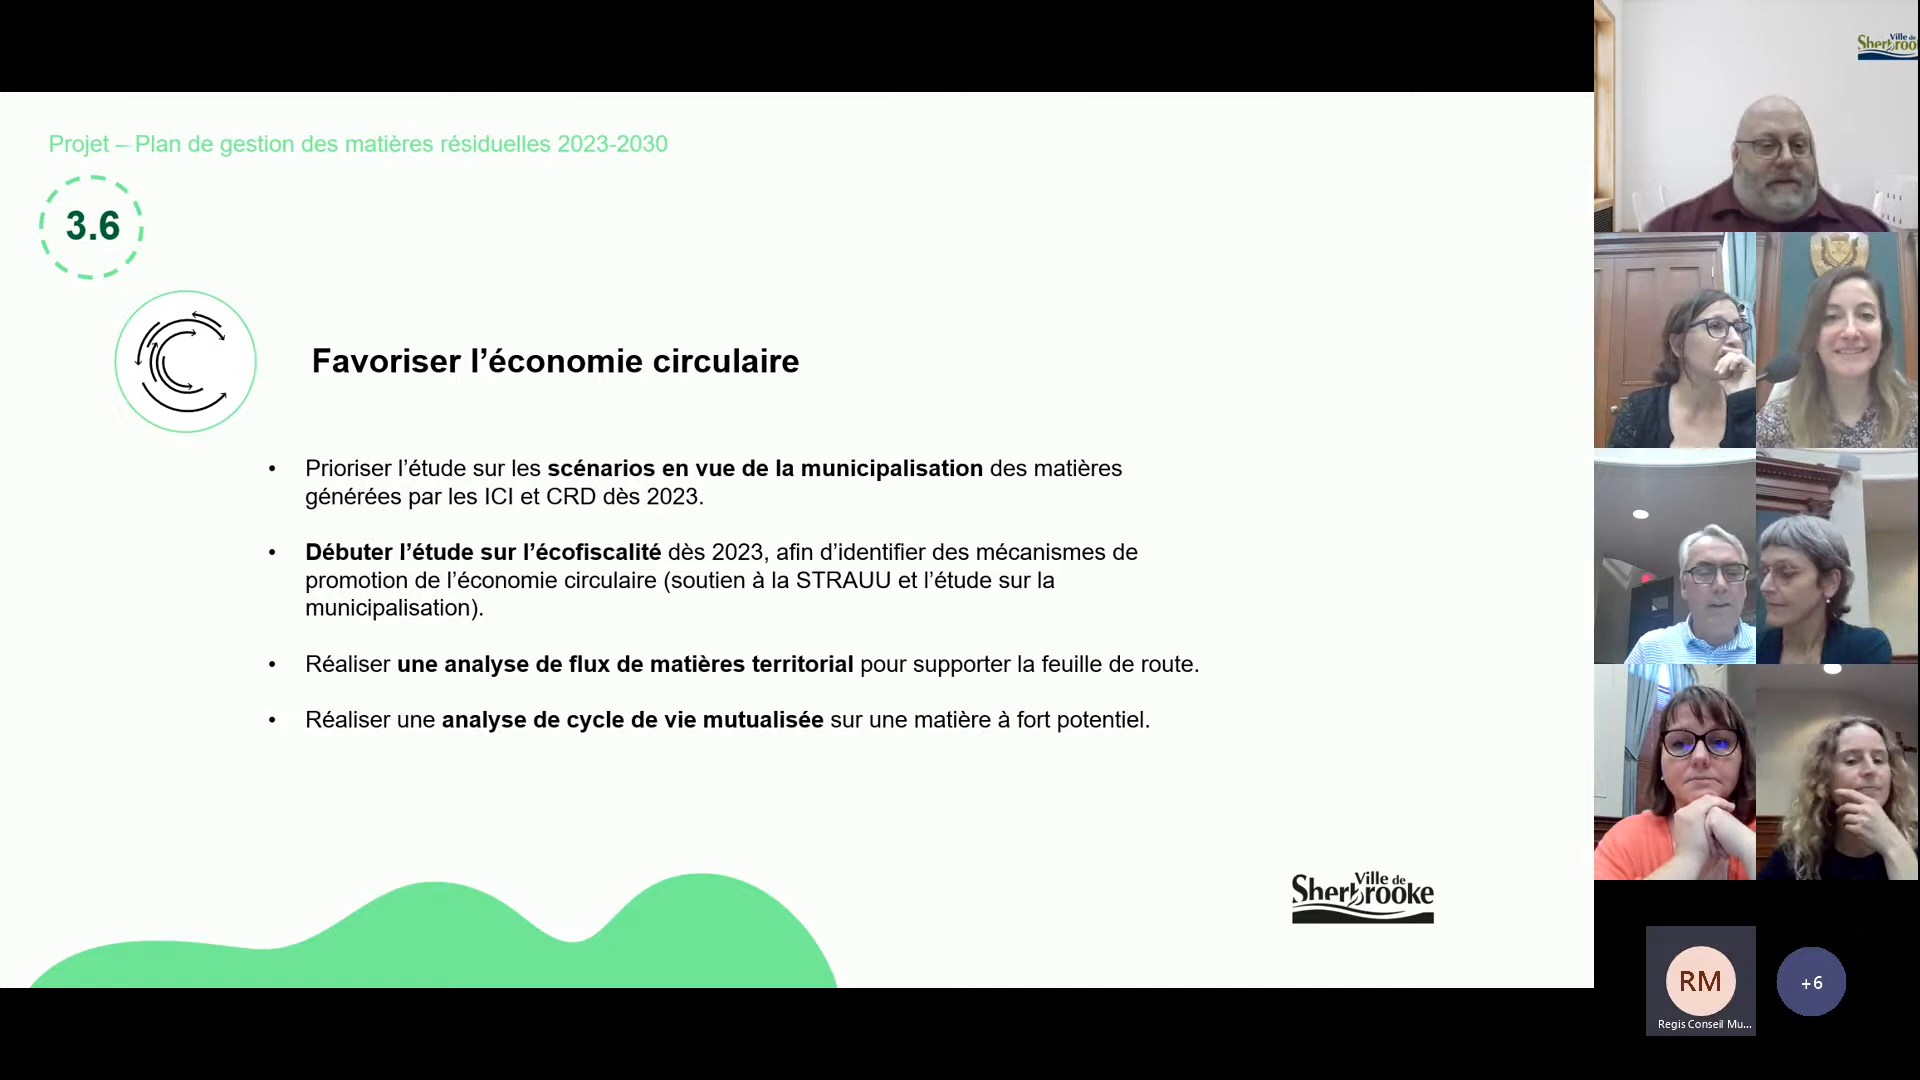 Projet – Plan de gestion des matières résiduelles 2023-2030
3.6
Favoriser l’économie circulaire
• Prioriser l’étude sur les scénarios en vue de la municipalisation des matières
générées par les ICI et CRD dès 2023.
• Débuter l’étude sur l’écofiscalité dès 2023, afin d’identifier des mécanismes de
promotion de l’économie circulaire (soutien à la STRAUU et l’étude sur la
municipalisation).
• Réaliser une analyse de flux de matières territorial pour supporter la feuille de route.
• Réaliser une analyse de cycle de vie mutualisée sur une matière à fort potentiel.
Ville de
Sherbrooke
Ville de
Sherbroo
RM
+6
Regis Conseil Mu...